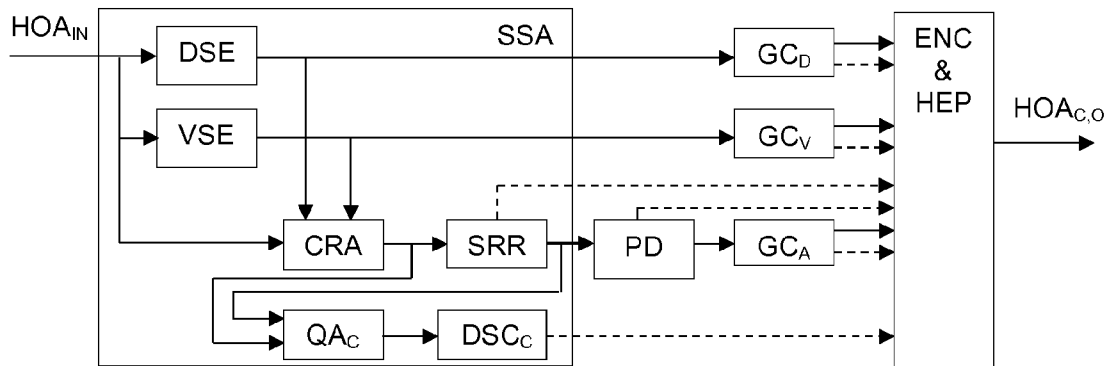 HOA_IN
DSE
SSA
GC_D
ENC
&
HEP
VSE
GC_V
HOA_C,O
CRA
SRR
PD
GC_A
QA_C
DSC_C